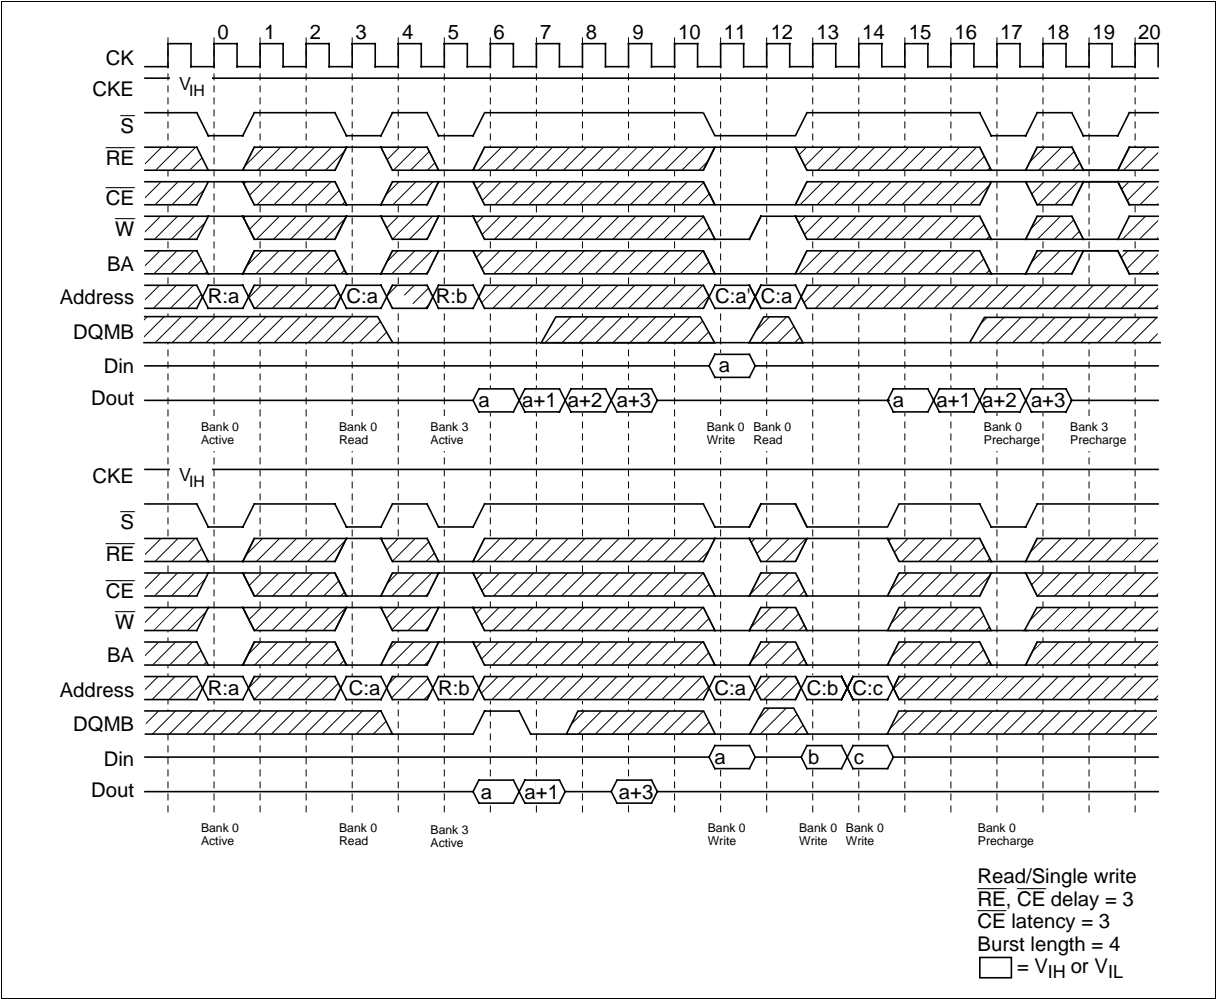 0 1 2 3 4 5 6 7 8 9 10 11 12 13 14 15 16 17 18 19 20
CK
CKE VIH
S
RE
CE
W
BA
Address R:a C:a R:b C:a' C:a
DQMB
Din a
Dout a a+1 a+2 a+3 a a+1 a+2 a+3
Bank 0 Bank 0 Bank 3 Bank 0 Bank 0 Bank 0 Bank 3
Active Read Active Write Read Precharge Precharge
CKE VIH
S
RE
CE
W
BA
Address R:a C:a R:b C:a C:b C:c
DQMB
Din a b c
Dout a a+1 a+3
Bank 0 Bank 0 Bank 3 Bank 0 Bank 0 Bank 0 Bank 0
Active Read Active Write Write Write Precharge
Read/Single write
RE, CE delay = 3
CE latency = 3
Burst length = 4
= VIH or VIL